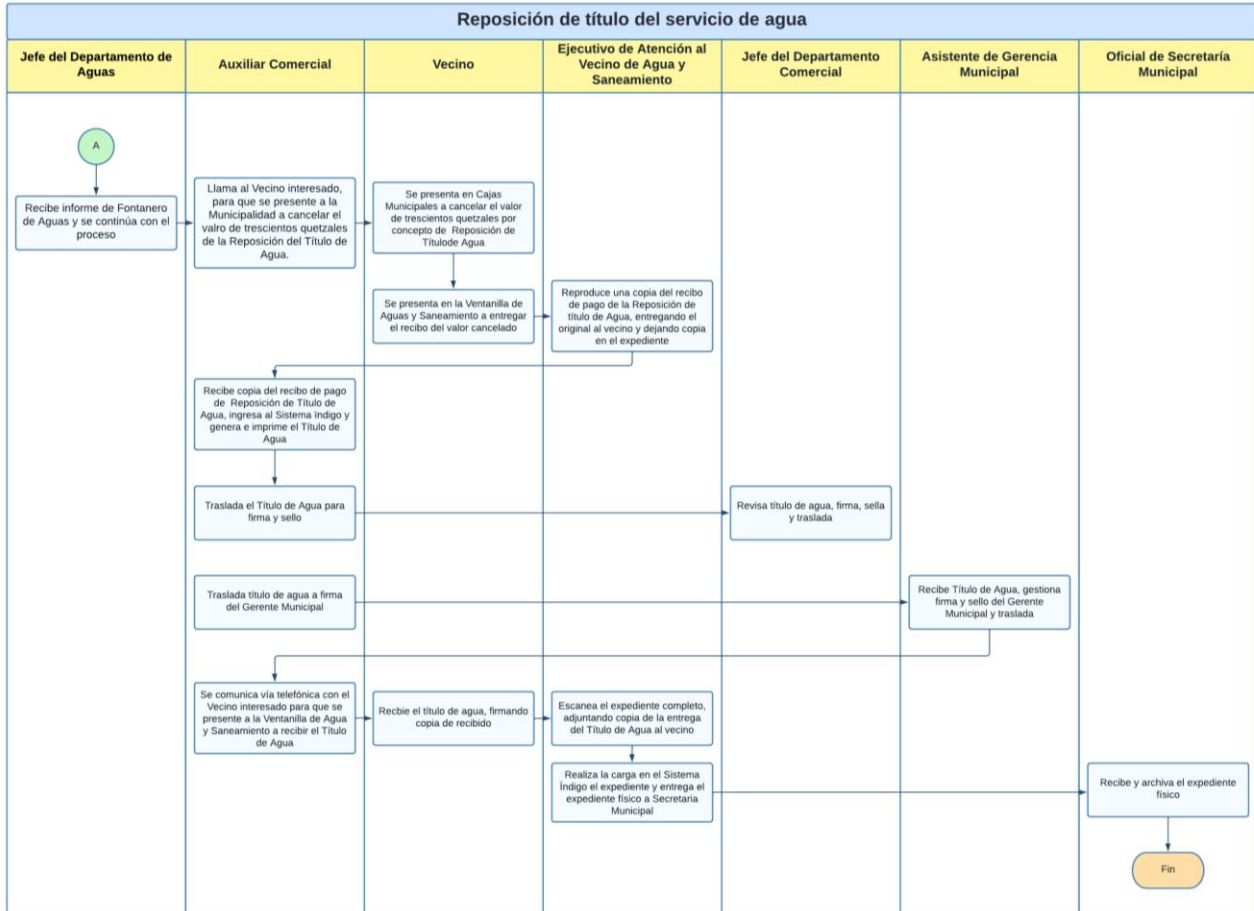 Reposición de título del servicio de agua
Jefe del Departamento de
Aguas
Auxiliar Comercial
Vecino
Ejecutivo de Atención al
Vecino de Agua y
Saneamiento
Jefe del Departamento
Comercial
Asistente de Gerencia
Municipal
Oficial de Secretaría
Municipal
A
Recibe informe de Fontanero
de Aguas y se continúa con el
proceso
Llama al Vecino interesado,
para que se presente a la
Municipalidad a cancelar el
valro de trescientos quetzales
de la Reposición del Título de
Agua.
Se presenta en Cajas
Municipales a cancelar el valor
de trescientos quetzales por
concepto de Reposición de
Títulode Agua
Se presenta en la Ventanilla de
Aguas y Saneamiento a entregar
el recibo del valor cancelado
Reproduce una copia del recibo
de pago de la Reposición de
título de Agua, entregando el
original al vecino y dejando copia
en el expediente
Recibe copia del recibo de pago
de Reposición de Título de
Agua, ingresa al Sistema ïndigo y
genera e imprime el Título de
Agua
Traslada el Título de Agua para
firma y sello
Revisa título de agua, firma, sella
y traslada
Traslada título de agua a firma
del Gerente Municipal
Recibe Título de Agua, gestiona
firma y sello del Gerente
Municipal y traslada
Se comunica vía telefónica con el
Vecino interesado para que se
presente a la Ventanilla de Agua
y Saneamiento a recibir el Título
de Agua
Recbie el título de agua, firmando
copia de recibido
Escanea el expediente completo,
adjuntando copia de la entrega
del Título de Agua al vecino
Realiza la carga en el Sistema
Ïndigo el expediente y entrega el
expediente físico a Secretaria
Municipal
Recibe y archiva el expediente
físico
Fin